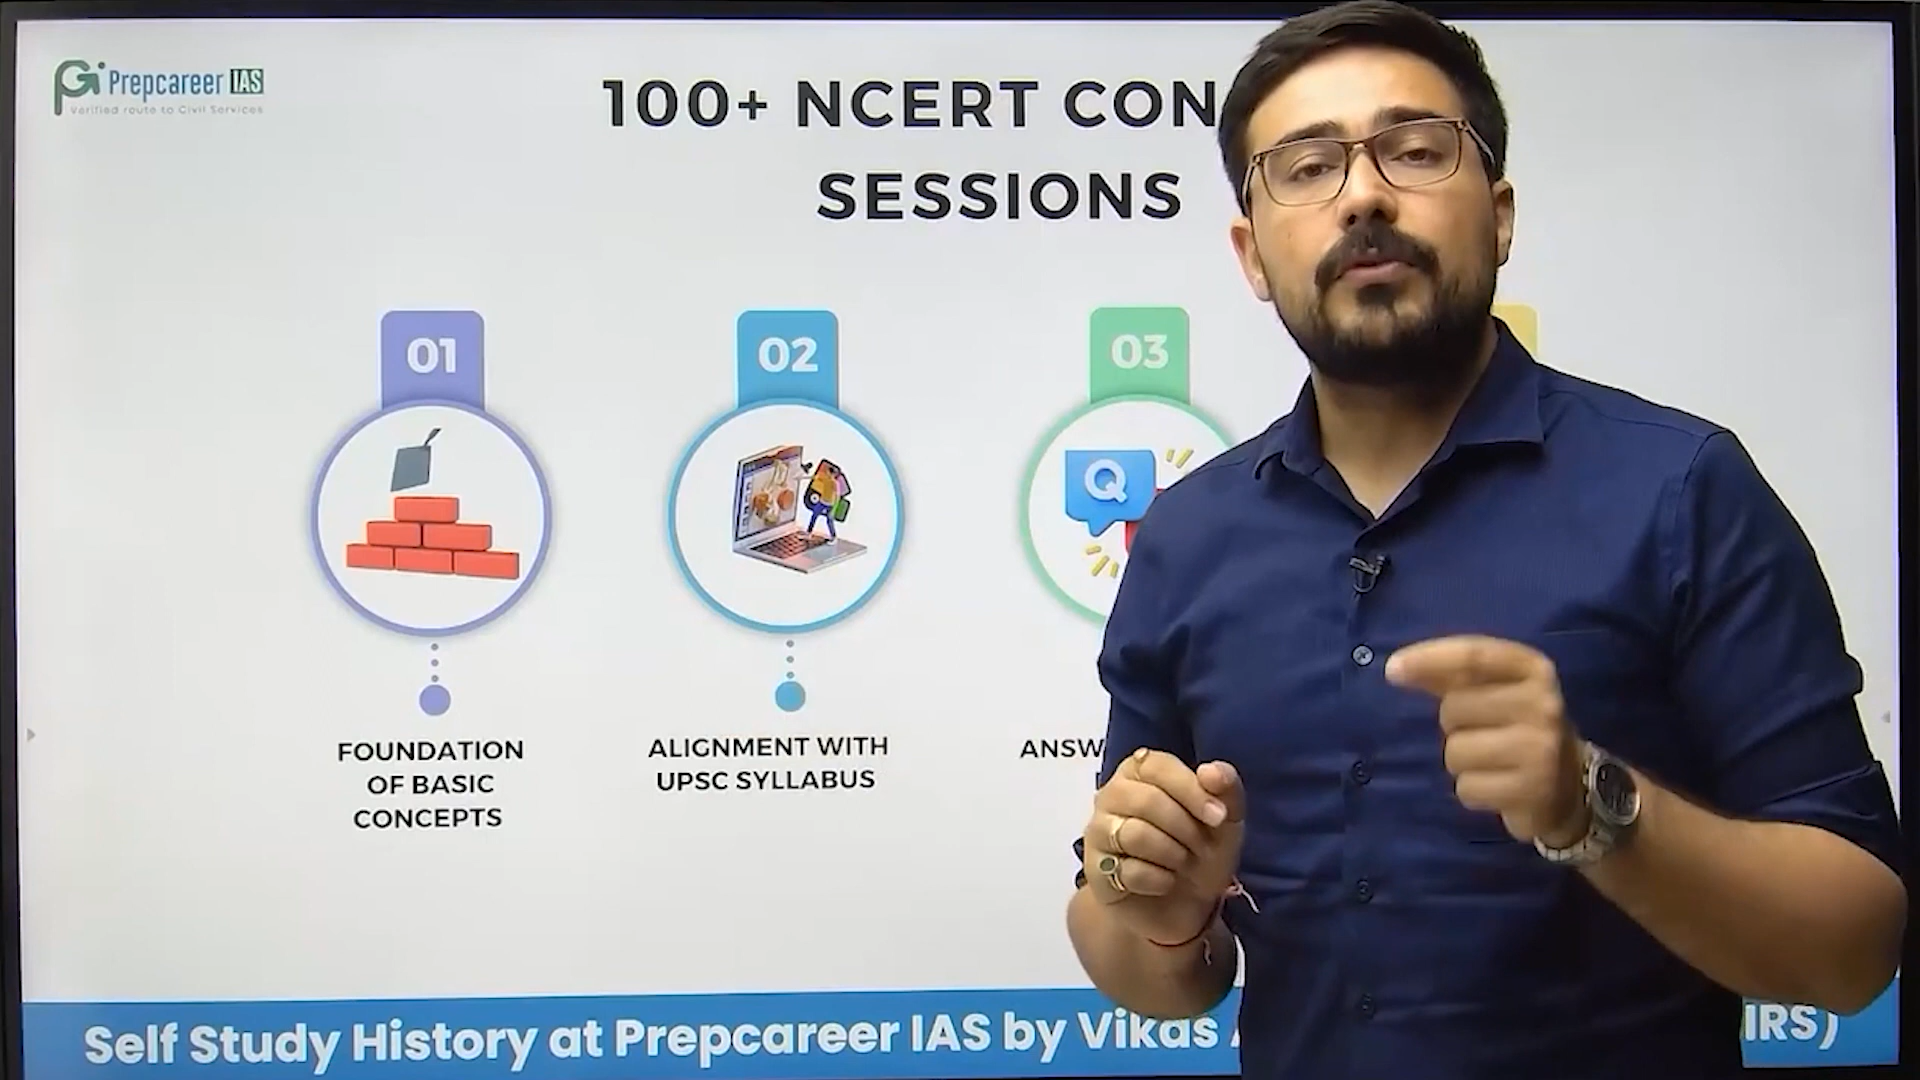 Prepcareer IAS
Verified route to Civil Services
100+ NCERT CON
SESSIONS
01
02
03
Q
FOUNDATION
OF BASIC
CONCEPTS
ALIGNMENT WITH
UPSC SYLLABUS
ANSW
Self Study History at Prepcareer IAS by Vikas
IRS)